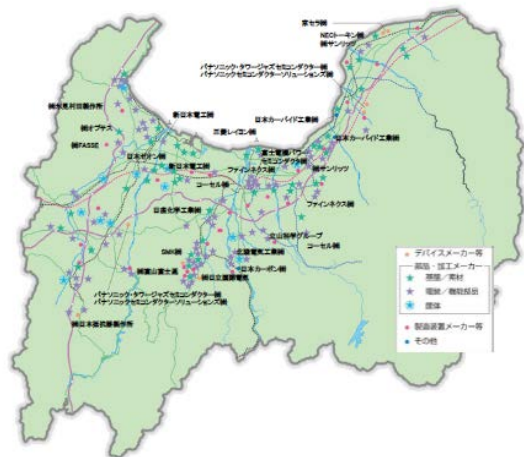 京セラ㈱
NECトーキン㈱
㈱サンリッツ
パナソニック・タワージャズセミコンダクター㈱
パナソニックセミコンダクターソリューションズ㈱
㈱氷見村田製作所
新日本電工㈱
日本カーバイド工業㈱
三菱レイヨン㈱
㈱オプサス
日本カーバイド工業㈱
㈱FASSE
日本ゼオン㈱
富士電機パワー
セミコンダクタ㈱
新日本電工㈱
ファインネクス㈱
㈱サンリッツ
コーセル㈱
ファインネクス㈱
日産化学工業㈱
立山科学グループ
SMK㈱
北陸電気工業㈱
コーセル㈱
㈱富山富士通
日本カーボン㈱
㈱日立国際電気
パナソニック・タワージャズセミコンダクター㈱
パナソニックセミコンダクターソリューションズ㈱
㈱日本抵抗器製作所
デバイスメーカー等
部品・加工メーカー
基盤／素材
電装／機能部品
筐体
製造装置メーカー等
その他